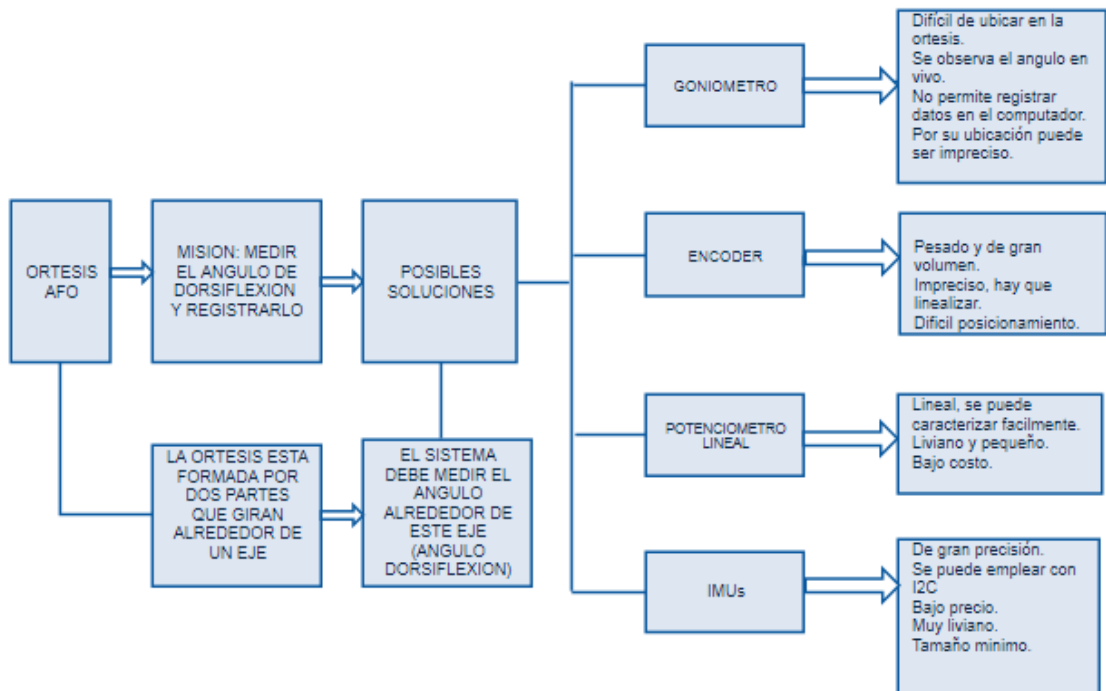 ORTESIS
AFO
MISION: MEDIR
EL ANGULO DE
DORSIFLEXION
Y REGISTRARLO
POSIBLES
SOLUCIONES
LA ORTESIS ESTA
FORMADA POR
DOS PARTES
QUE GIRAN
ALREDEDOR DE
UN EJE
EL SISTEMA
DEBE MEDIR EL
ANGULO
ALREDEDOR DE
ESTE EJE
(ANGULO
DORSIFLEXION)
GONIOMETRO
Difícil de ubicar en la
ortesis.
Se observa el angulo en
vivo.
No permite registrar
datos en el computador.
Por su ubicación puede
ser impreciso.
ENCODER
Pesado y de gran
volumen.
Impreciso, hay que
linealizar.
Dificil posicionamiento.
POTENCIOMETRO
LINEAL
Lineal, se puede
caracterizar facilmente.
Liviano y pequeño.
Bajo costo.
IMUs
De gran precisión.
Se puede emplear con
I2C
Bajo precio.
Muy liviano.
Tamaño minimo.